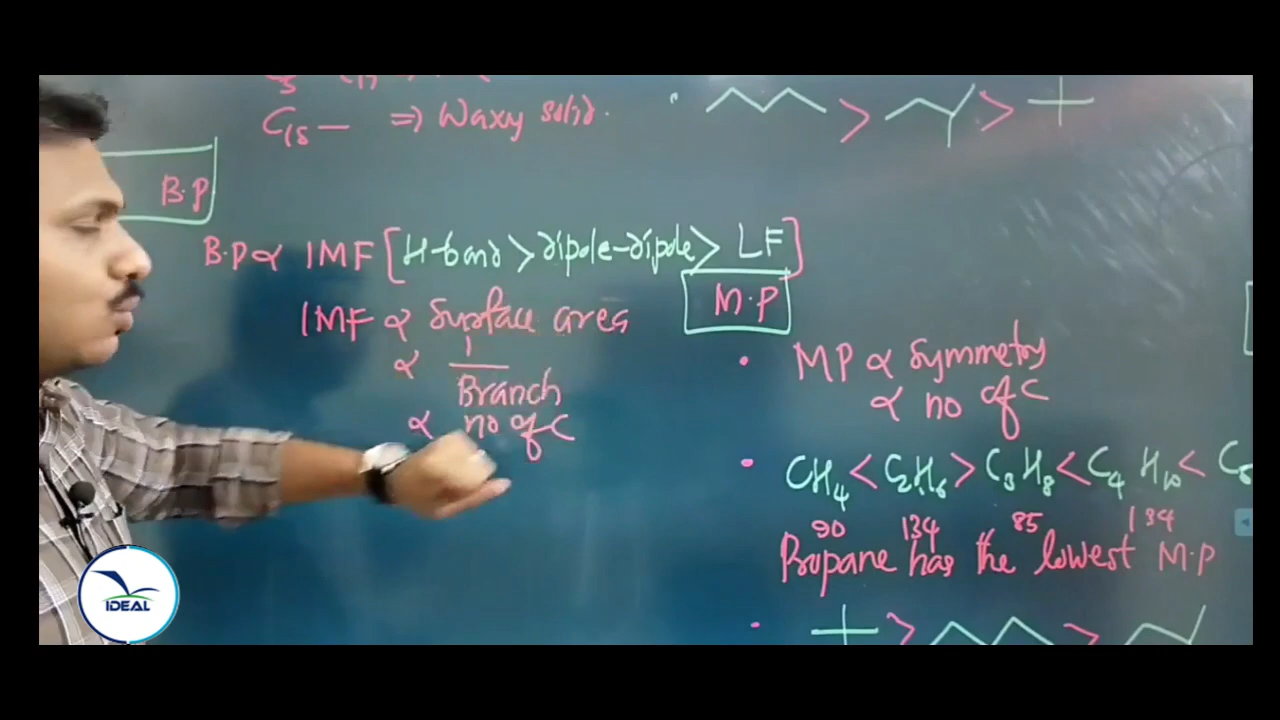 C15 — ⇒ Waxy solid.
> >
B.P
B.P ∝ IMF [H-bond > dipole-dipole > LF]
IMF ∝ Surface area
∝ 1/Branch
∝ no of C
M.P
• MP ∝ Symmetry
∝ no of C
• CH4 < C2H6 > C3H8 < C4H10 < C5
90 134 85 134
Propane has the lowest M.P
• > >
IDEAL